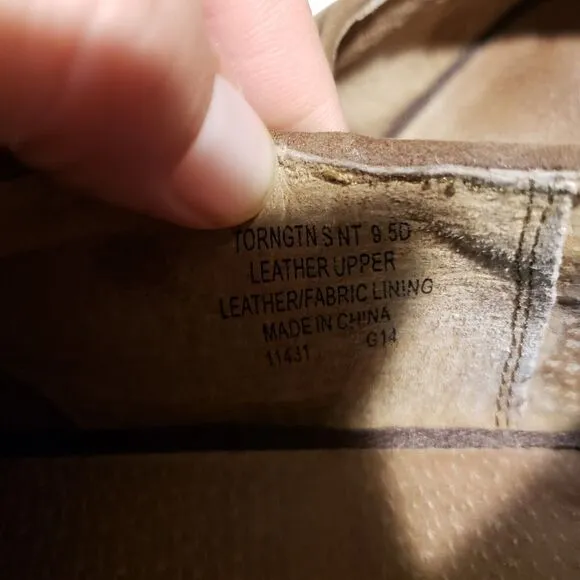 TORNGTN S NT 9.5D
LEATHER UPPER
LEATHER/FABRIC LINING
MADE IN CHINA
11431 G14